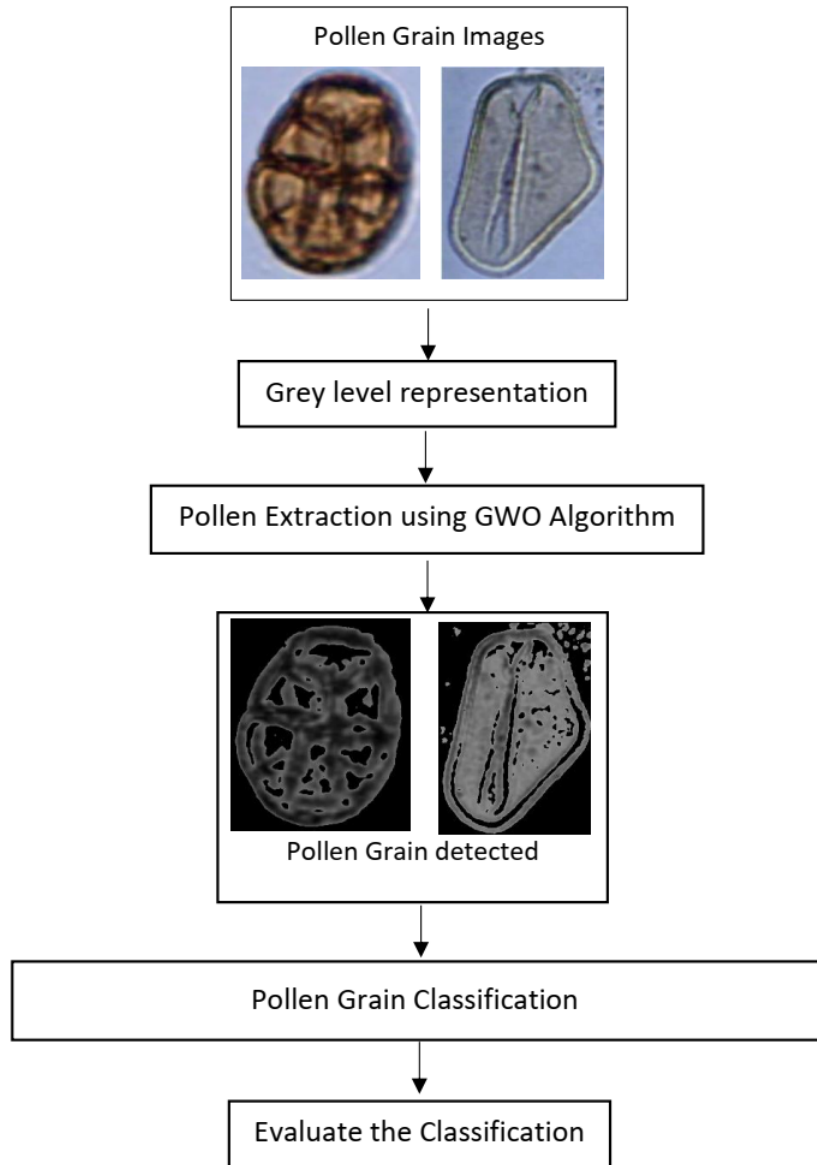 Pollen Grain Images
Grey level representation
Pollen Extraction using GWO Algorithm
Pollen Grain detected
Pollen Grain Classification
Evaluate the Classification